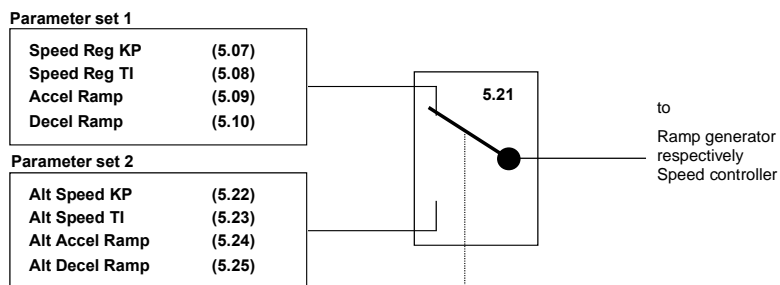 Parameter set 1
Speed Reg KP (5.07)
Speed Reg TI (5.08)
Accel Ramp (5.09)
Decel Ramp (5.10)
Parameter set 2
Alt Speed KP (5.22)
Alt Speed TI (5.23)
Alt Accel Ramp (5.24)
Alt Decel Ramp (5.25)
5.21
to
Ramp generator
respectively
Speed controller